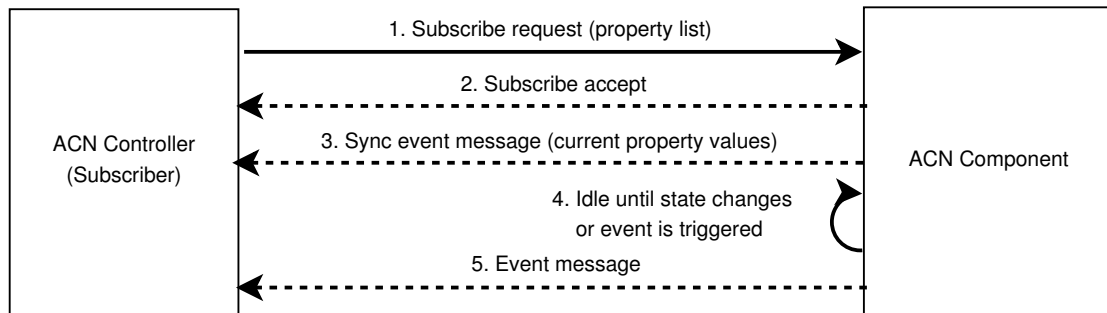 1. Subscribe request (property list)
2. Subscribe accept
3. Sync event message (current property values)
ACN Controller
(Subscriber)
ACN Component
4. Idle until state changes
or event is triggered
5. Event message